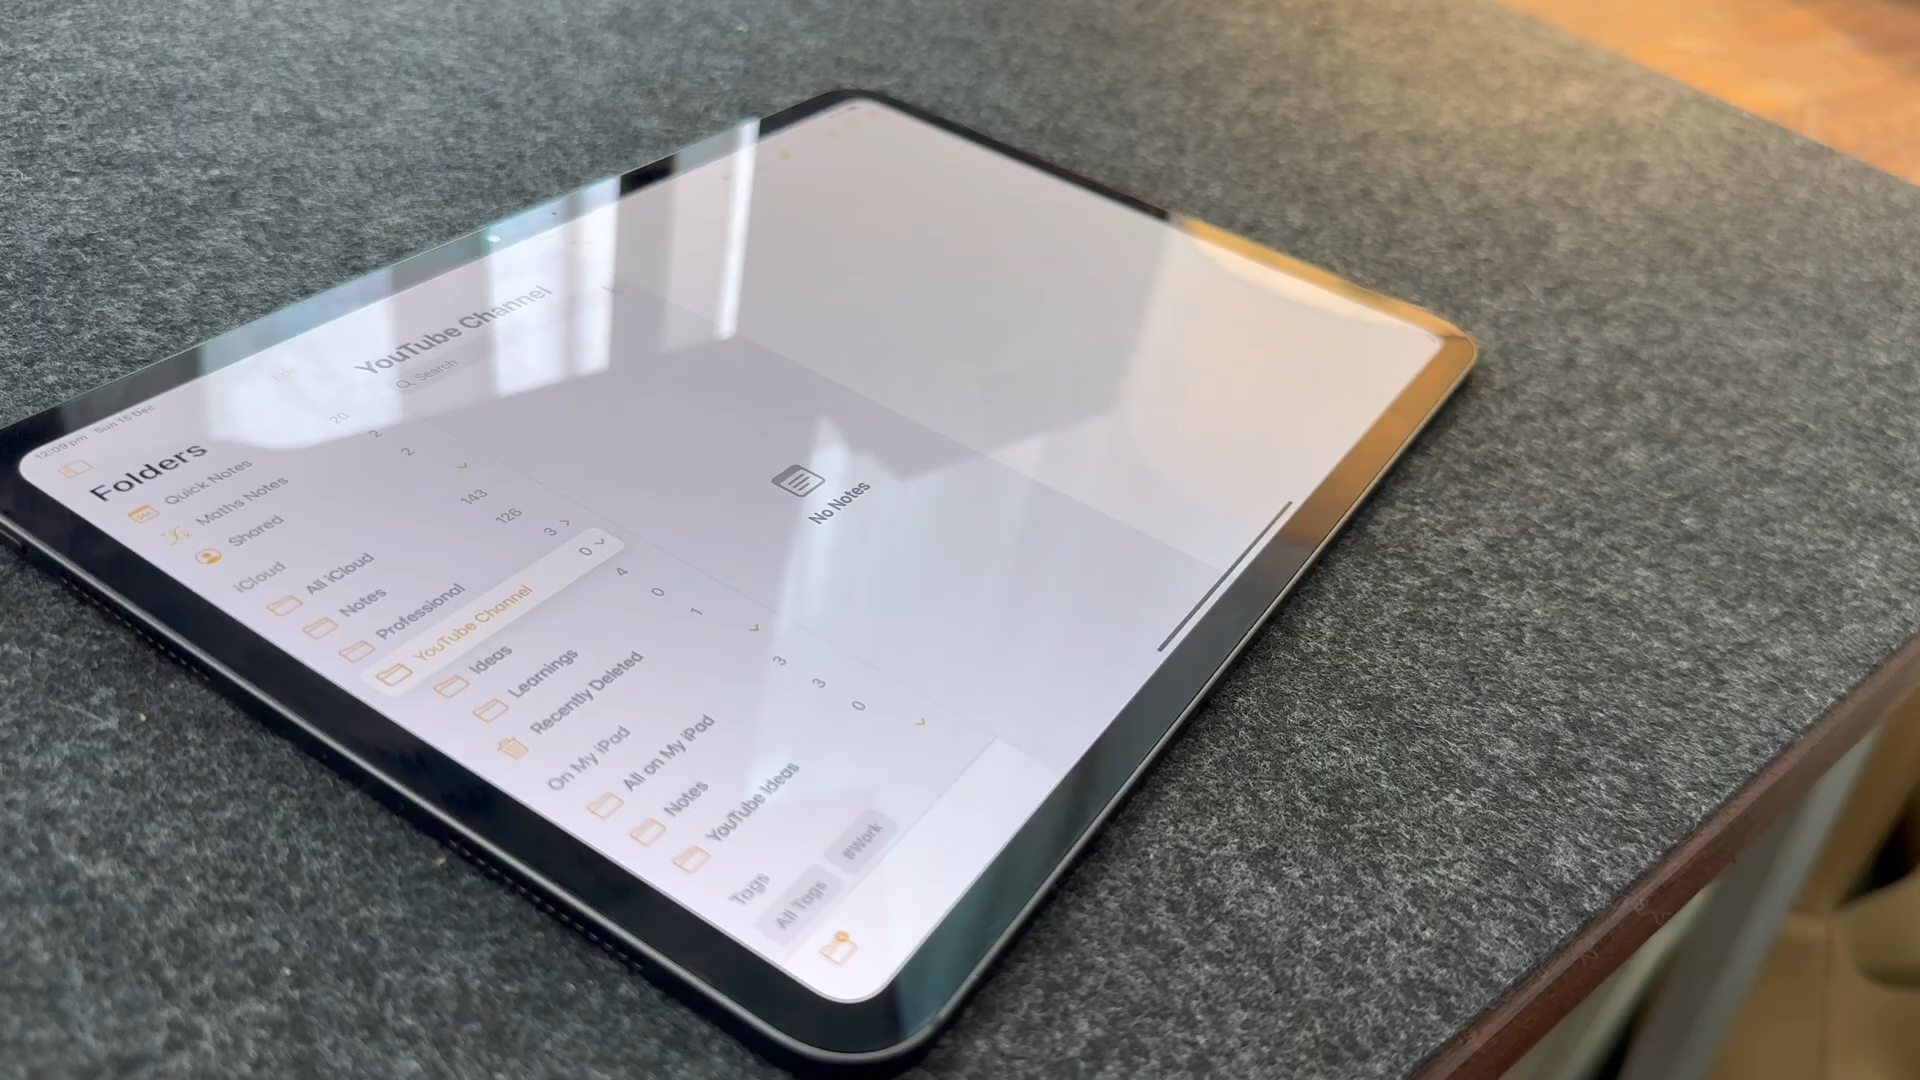 12:09 pm Sun 15 Dec
Folders
Quick Notes 20
Maths Notes 2
Shared 2
iCloud
All iCloud 143
Notes 126
Professional 3
YouTube Channel 0
Ideas 4
Learnings 0
Recently Deleted 1
On My iPad
All on My iPad 3
Notes 3
YouTube Ideas 0
Tags
All Tags #Work
YouTube Channel
Search
No Notes